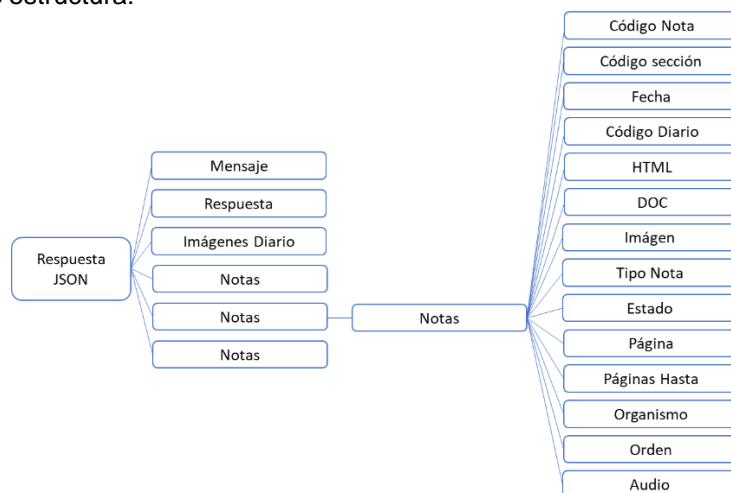 estructura.
Respuesta
JSON
Mensaje
Respuesta
Imágenes Diario
Notas
Notas
Notas
Notas
Código Nota
Código sección
Fecha
Código Diario
HTML
DOC
Imágen
Tipo Nota
Estado
Página
Páginas Hasta
Organismo
Orden
Audio